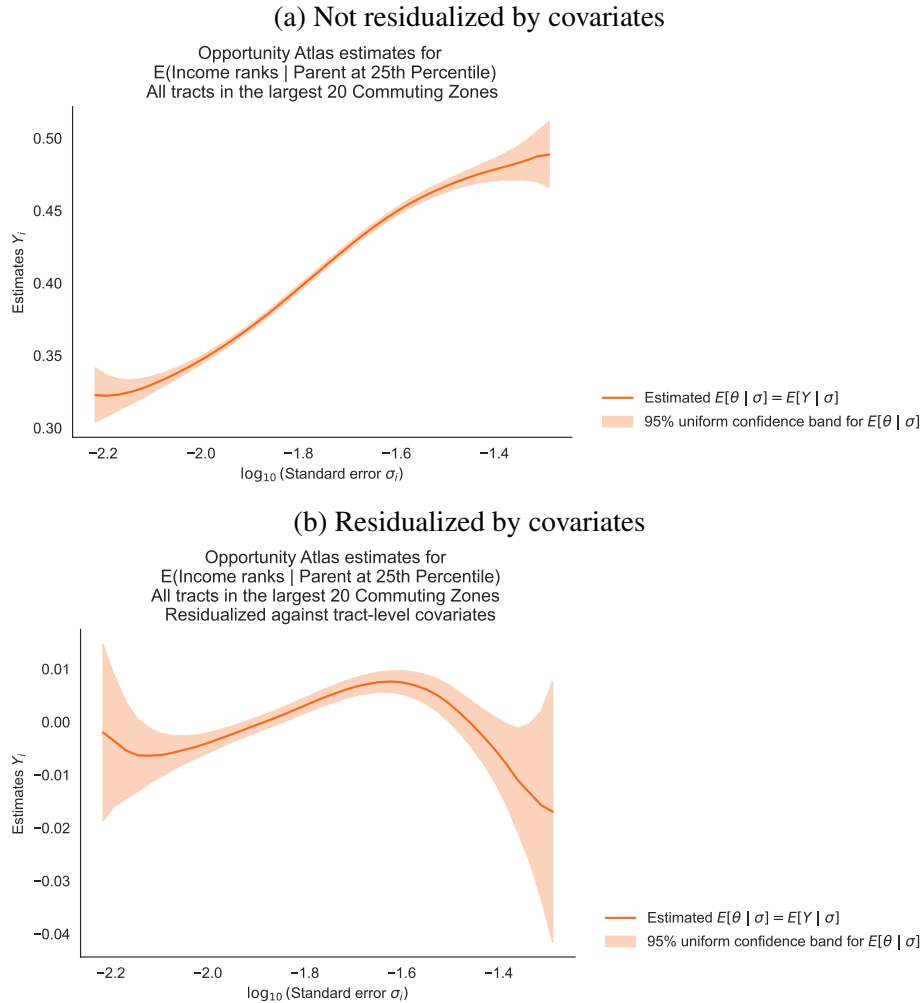 (a) Not residualized by covariates
Opportunity Atlas estimates for
E(Income ranks | Parent at 25th Percentile)
All tracts in the largest 20 Commuting Zones
0.50
0.45
0.40
0.35
0.30
Estimates Y_i
−2.2 −2.0 −1.8 −1.6 −1.4
log₁₀ (Standard error σ_i)
Estimated E[θ | σ] = E[Y | σ]
95% uniform confidence band for E[θ | σ]
(b) Residualized by covariates
Opportunity Atlas estimates for
E(Income ranks | Parent at 25th Percentile)
All tracts in the largest 20 Commuting Zones
Residualized against tract-level covariates
0.01
0.00
−0.01
−0.02
−0.03
−0.04
Estimates Y_i
−2.2 −2.0 −1.8 −1.6 −1.4
log₁₀ (Standard error σ_i)
Estimated E[θ | σ] = E[Y | σ]
95% uniform confidence band for E[θ | σ]